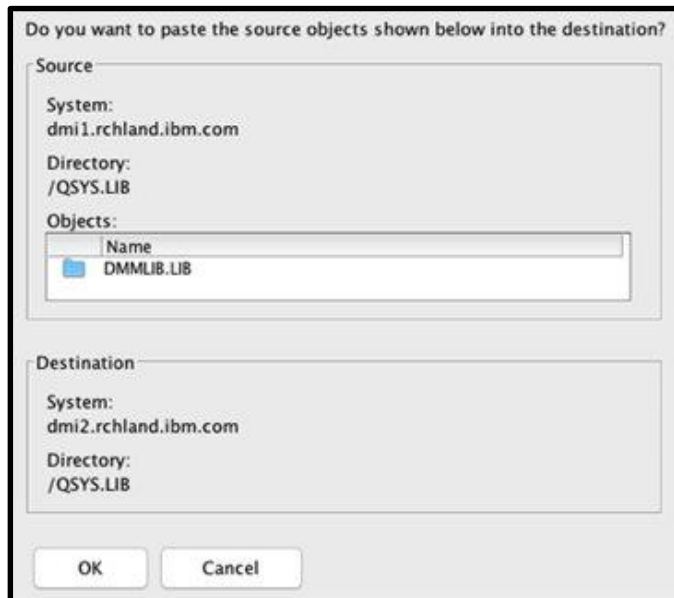 Do you want to paste the source objects shown below into the destination?
Source
System:
dmi1.rchland.ibm.com
Directory:
/QSYS.LIB
Objects:
Name
DMMLIB.LIB
Destination
System:
dmi2.rchland.ibm.com
Directory:
/QSYS.LIB
OK Cancel